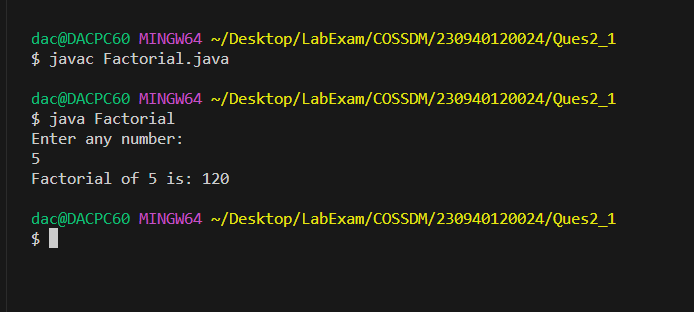 dac@DACPC60 MINGW64 ~/Desktop/LabExam/COSSDM/230940120024/Ques2_1
$ javac Factorial.java
dac@DACPC60 MINGW64 ~/Desktop/LabExam/COSSDM/230940120024/Ques2_1
$ java Factorial
Enter any number:
5
Factorial of 5 is: 120
dac@DACPC60 MINGW64 ~/Desktop/LabExam/COSSDM/230940120024/Ques2_1
$